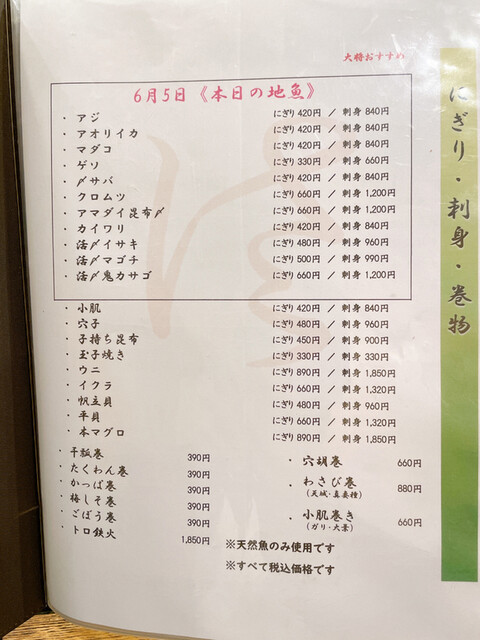 大将おすすめ
にぎり・刺身・巻物
6月5日《本日の地魚》
・アジ にぎり 420円 / 刺身 840円
・アオリイカ にぎり 420円 / 刺身 840円
・マダコ にぎり 420円 / 刺身 840円
・ゲソ にぎり 330円 / 刺身 660円
・〆サバ にぎり 420円 / 刺身 840円
・クロムツ にぎり 660円 / 刺身 1,200円
・アマダイ昆布〆 にぎり 660円 / 刺身 1,200円
・カイワリ にぎり 420円 / 刺身 840円
・活〆イサキ にぎり 480円 / 刺身 960円
・活〆マゴチ にぎり 500円 / 刺身 990円
・活〆鬼カサゴ にぎり 660円 / 刺身 1,200円
・小肌 にぎり 420円 / 刺身 840円
・穴子 にぎり 480円 / 刺身 960円
・子持ち昆布 にぎり 450円 / 刺身 900円
・玉子焼き にぎり 330円 / 刺身 330円
・ウニ にぎり 890円 / 刺身 1,850円
・イクラ にぎり 660円 / 刺身 1,320円
・帆立貝 にぎり 480円 / 刺身 960円
・平貝 にぎり 660円 / 刺身 1,320円
・本マグロ にぎり 890円 / 刺身 1,850円
・干瓢巻 390円
・たくわん巻 390円
・かっぱ巻 390円
・梅しそ巻 390円
・ごぼう巻 390円
・トロ鉄火 1,850円
・穴胡巻 660円
・わさび巻 880円
(天城・真妻種)
・小肌巻き 660円
(ガリ・大葉)
※天然魚のみ使用です
※すべて税込価格です